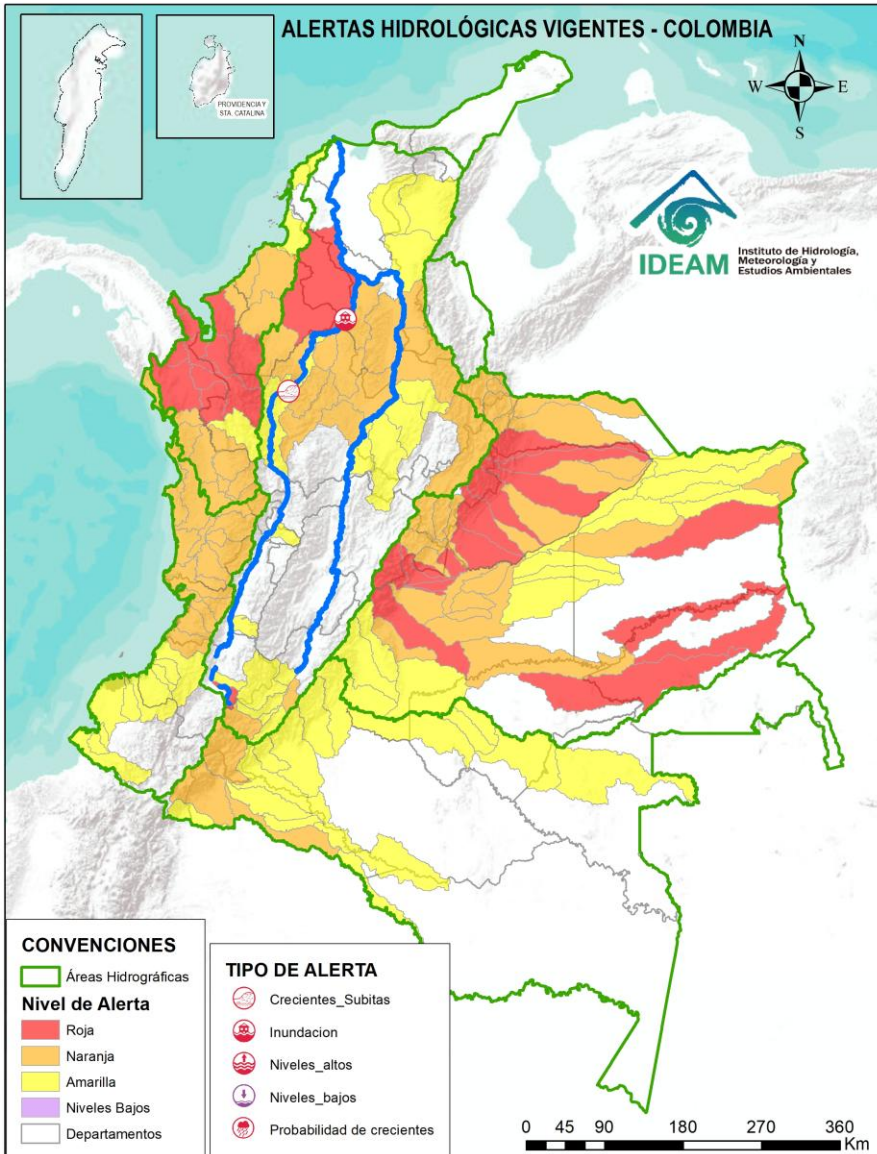 ALERTAS HIDROLÓGICAS VIGENTES - COLOMBIA
PROVIDENCIA Y
STA. CATALINA
N
W
E
S
IDEAM
Instituto de Hidrología,
Meteorología y
Estudios Ambientales
CONVENCIONES
Áreas Hidrográficas
Nivel de Alerta
Roja
Naranja
Amarilla
Niveles Bajos
Departamentos
TIPO DE ALERTA
Crecientes_Subitas
Inundacion
Niveles_altos
Niveles_bajos
Probabilidad de crecientes
0 45 90 180 270 360
Km